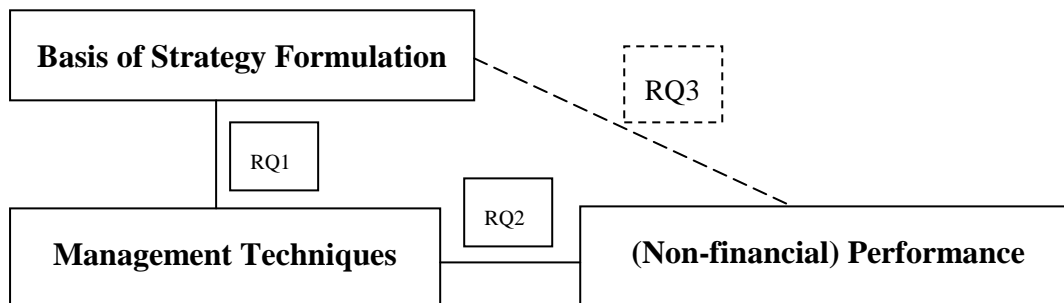 Basis of Strategy Formulation
RQ3
RQ1
RQ2
Management Techniques
(Non-financial) Performance